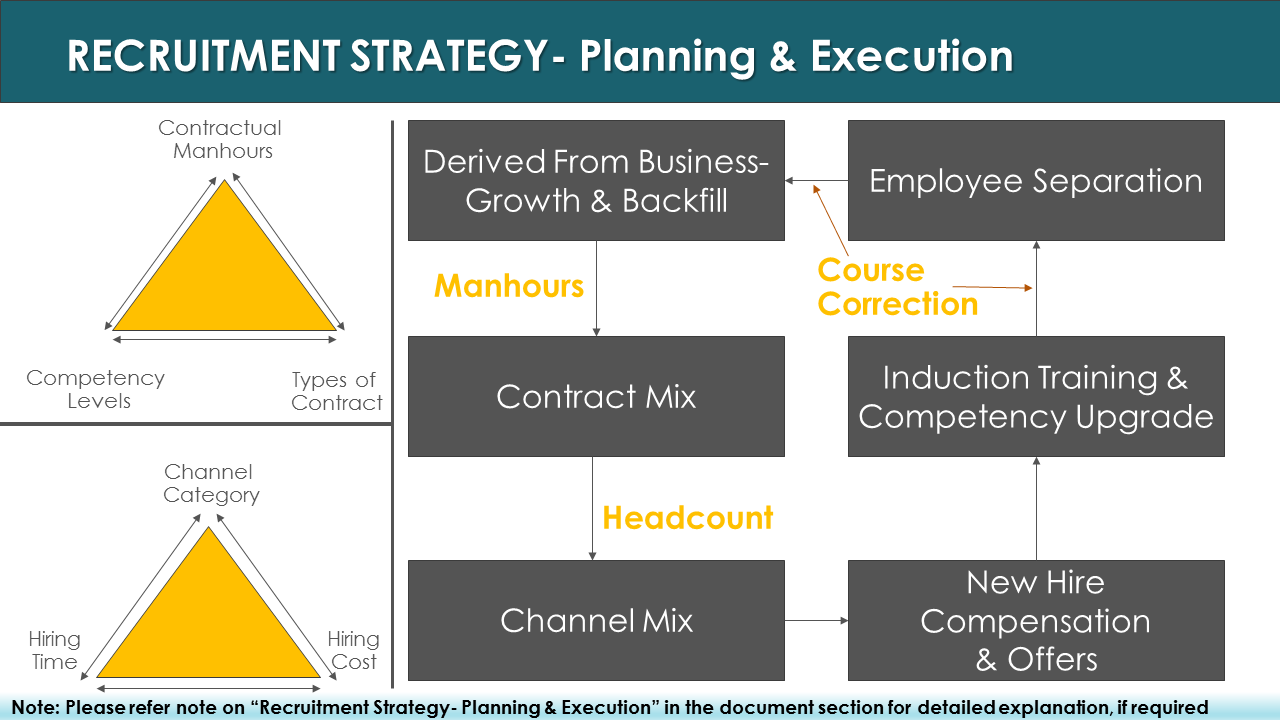 RECRUITMENT STRATEGY- Planning & Execution
Contractual
Manhours
Competency
Levels
Types of
Contract
Channel
Category
Hiring
Time
Hiring
Cost
Derived From Business-
Growth & Backfill
Manhours
Contract Mix
Headcount
Channel Mix
New Hire
Compensation
& Offers
Induction Training &
Competency Upgrade
Course
Correction
Employee Separation
Note: Please refer note on “Recruitment Strategy- Planning & Execution” in the document section for detailed explanation, if required